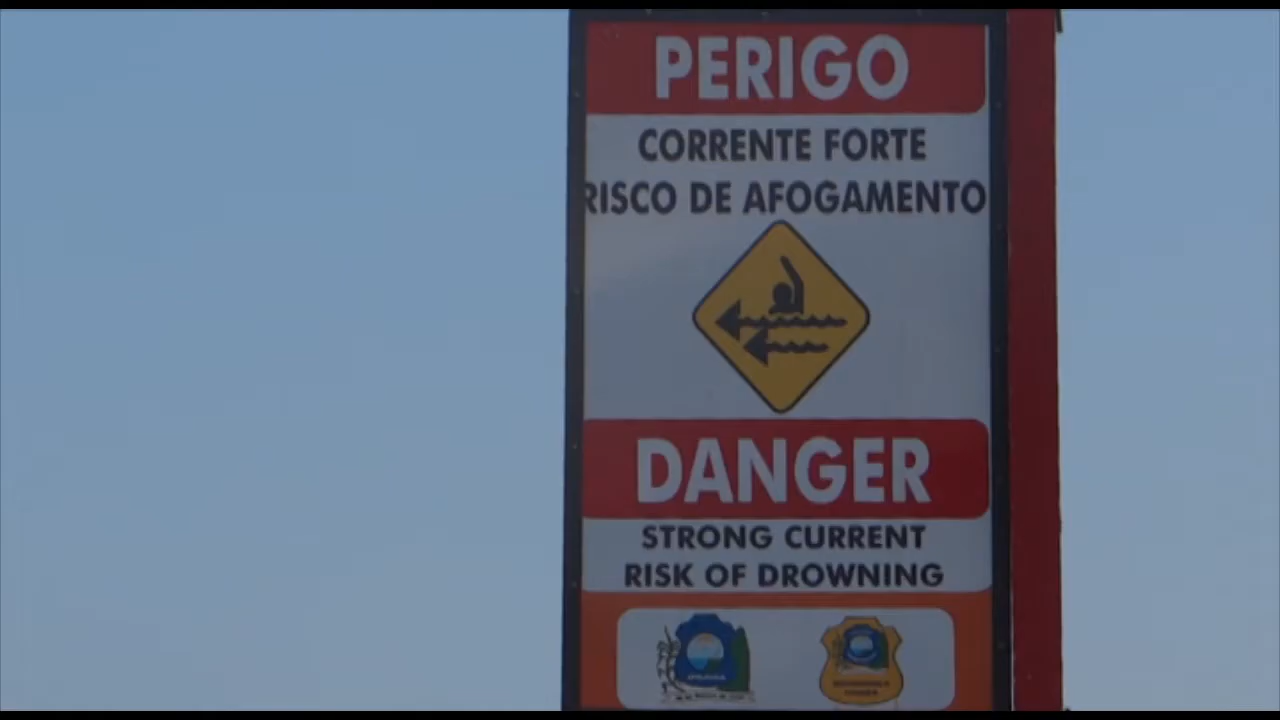 PERIGO
CORRENTE FORTE
RISCO DE AFOGAMENTO
DANGER
STRONG CURRENT
RISK OF DROWNING